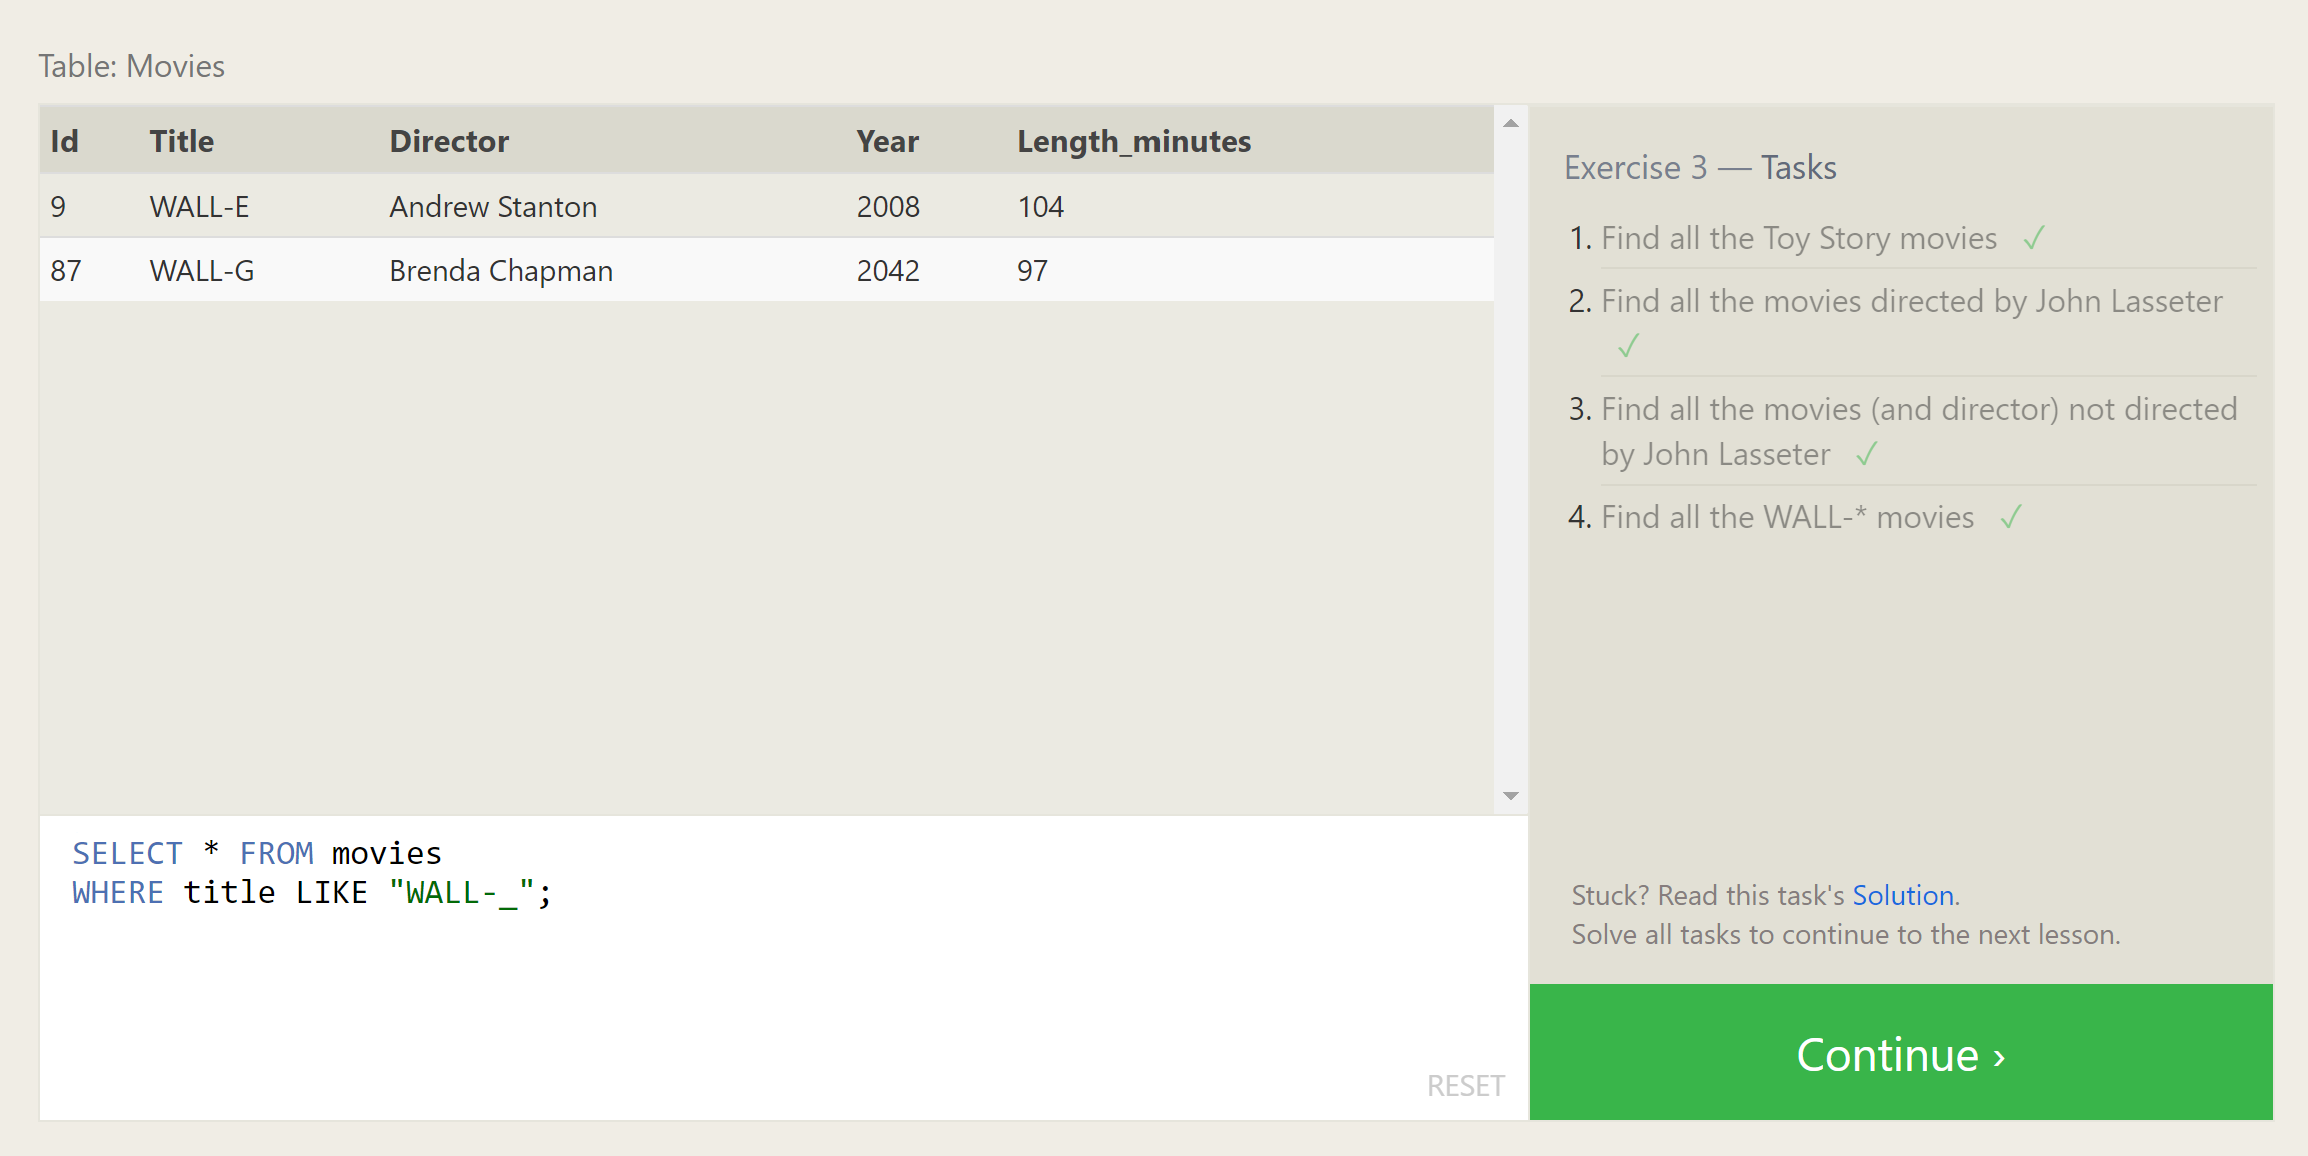 Table: Movies
Id Title Director Year Length_minutes
9 WALL-E Andrew Stanton 2008 104
87 WALL-G Brenda Chapman 2042 97
SELECT * FROM movies
WHERE title LIKE "WALL-_";
RESET
Exercise 3 — Tasks
1. Find all the Toy Story movies ✓
2. Find all the movies directed by John Lasseter
✓
3. Find all the movies (and director) not directed
by John Lasseter ✓
4. Find all the WALL-* movies ✓
Stuck? Read this task's Solution.
Solve all tasks to continue to the next lesson.
Continue ›